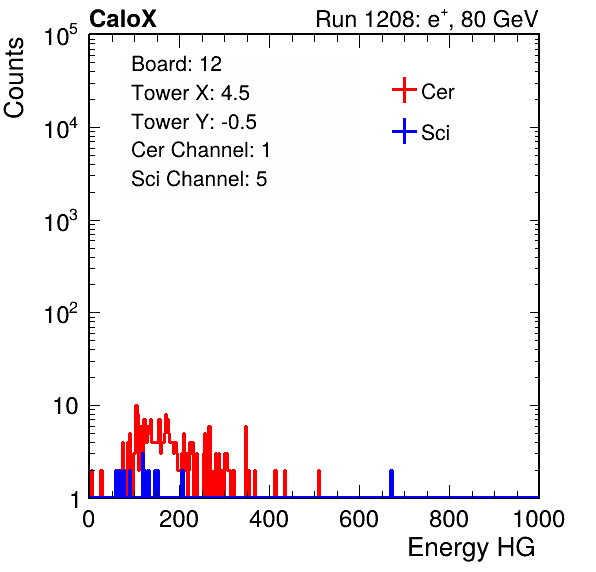 CaloX Run 1208: e⁺, 80 GeV
Counts
10⁵
10⁴
10³
10²
10
1
Board: 12
Tower X: 4.5
Tower Y: -0.5
Cer Channel: 1
Sci Channel: 5
Cer
Sci
0 200 400 600 800 1000
Energy HG